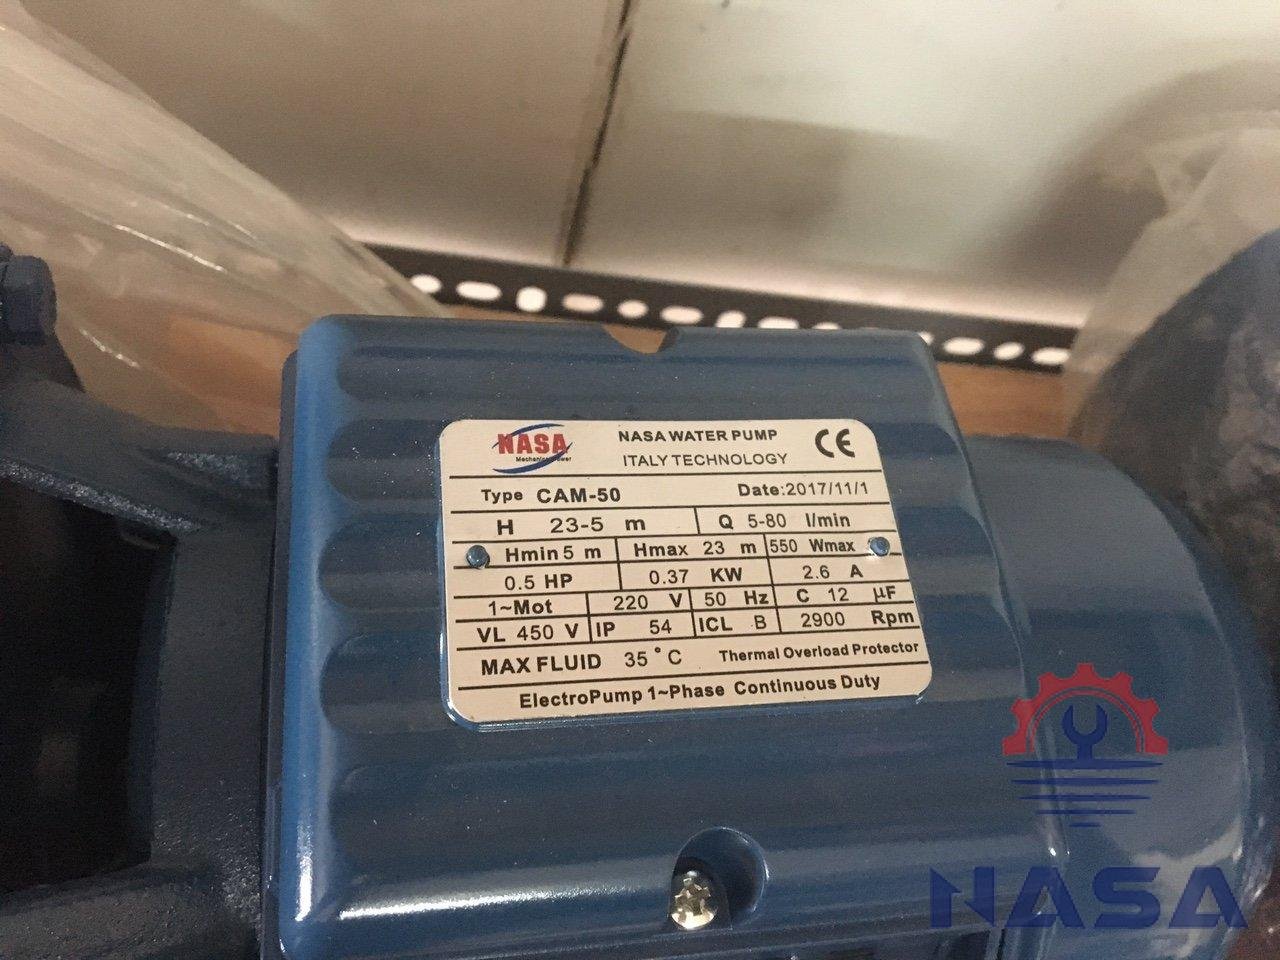 NASA
Mechanical Power
NASA WATER PUMP
ITALY TECHNOLOGY
CE
Type CAM-50 Date:2017/11/1
H 23-5 m Q 5-80 l/min
Hmin 5 m Hmax 23 m 550 Wmax
0.5 HP 0.37 KW 2.6 A
1~Mot 220 V 50 Hz C 12 µF
VL 450 V IP 54 ICL B 2900 Rpm
MAX FLUID 35°C Thermal Overload Protector
ElectroPump 1~Phase Continuous Duty
NASA